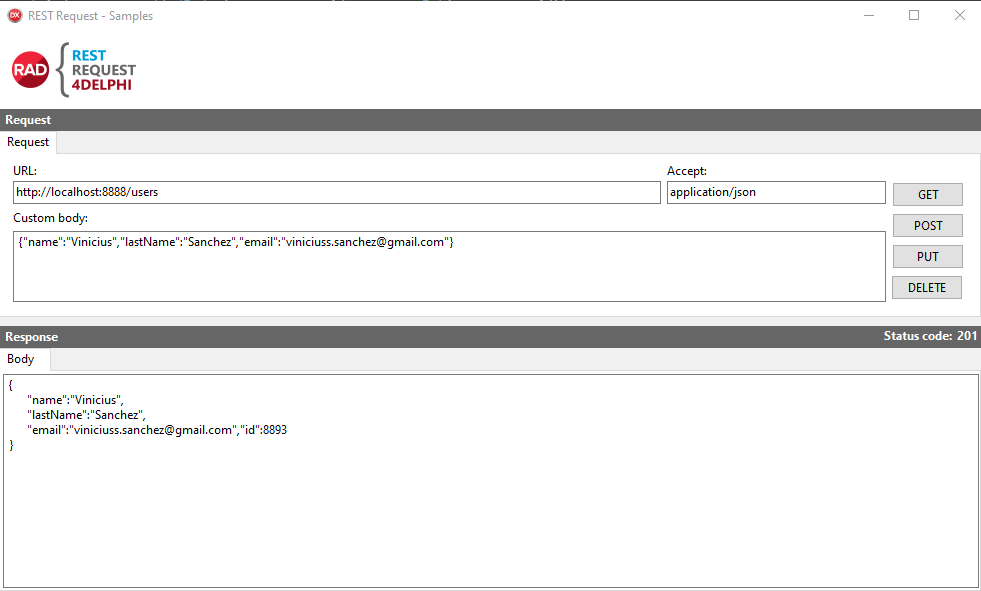 DX REST Request - Samples
RAD
REST
REQUEST
4DELPHI
Request
Request
URL:
Accept:
http://localhost:8888/users
application/json
GET
Custom body:
POST
{"name":"Vinicius","lastName":"Sanchez","email":"viniciuss.sanchez@gmail.com"}
PUT
DELETE
Response
Status code: 201
Body
{
"name":"Vinicius",
"lastName":"Sanchez",
"email":"viniciuss.sanchez@gmail.com","id":8893
}